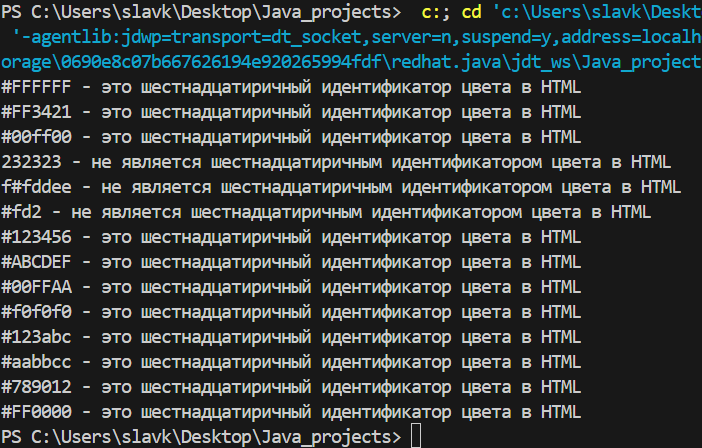 PS C:\Users\slavk\Desktop\Java_projects>  c:; cd 'c:\Users\slavk\Deskt
 '-agentlib:jdwp=transport=dt_socket,server=n,suspend=y,address=localh
orage\0690e8c07b667626194e920265994fdf\redhat.java\jdt_ws\Java_project
#FFFFFF - это шестнадцатиричный идентификатор цвета в HTML
#FF3421 - это шестнадцатиричный идентификатор цвета в HTML
#00ff00 - это шестнадцатиричный идентификатор цвета в HTML
232323 - не является шестнадцатиричным идентификатором цвета в HTML
f#fddee - не является шестнадцатиричным идентификатором цвета в HTML
#fd2 - не является шестнадцатиричным идентификатором цвета в HTML
#123456 - это шестнадцатиричный идентификатор цвета в HTML
#ABCDEF - это шестнадцатиричный идентификатор цвета в HTML
#00FFAA - это шестнадцатиричный идентификатор цвета в HTML
#f0f0f0 - это шестнадцатиричный идентификатор цвета в HTML
#123abc - это шестнадцатиричный идентификатор цвета в HTML
#aabbcc - это шестнадцатиричный идентификатор цвета в HTML
#789012 - это шестнадцатиричный идентификатор цвета в HTML
#FF0000 - это шестнадцатиричный идентификатор цвета в HTML
PS C:\Users\slavk\Desktop\Java_projects>